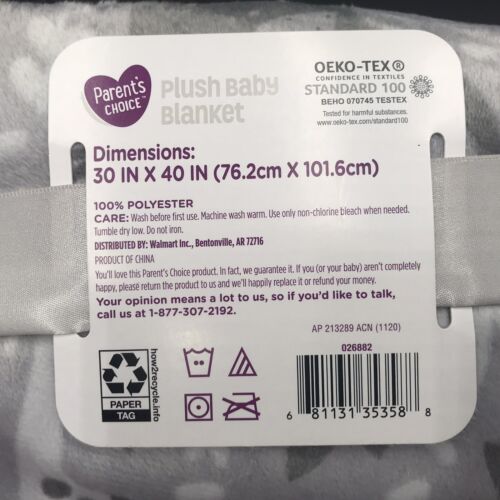 Parent's
CHOICE™
Plush Baby
Blanket
OEKO-TEX®
CONFIDENCE IN TEXTILES
STANDARD 100
BEHO 070745 TESTEX
Tested for harmful substances.
www.oeko-tex.com/standard100
Dimensions:
30 IN X 40 IN (76.2cm X 101.6cm)
100% POLYESTER
CARE: Wash before first use. Machine wash warm. Use only non-chlorine bleach when needed.
Tumble dry low. Do not iron.
DISTRIBUTED BY: Walmart Inc., Bentonville, AR 72716
PRODUCT OF CHINA
You'll love this Parent's Choice product. In fact, we guarantee it. If you (or your baby) aren't completely
happy, please return the product to us and we'll happily replace it or refund your money.
Your opinion means a lot to us, so if you'd like to talk,
call us at 1-877-307-2192.
AP 213289 ACN (1120)
026882
PAPER
TAG
how2recycle.info
6 81131 35358 8